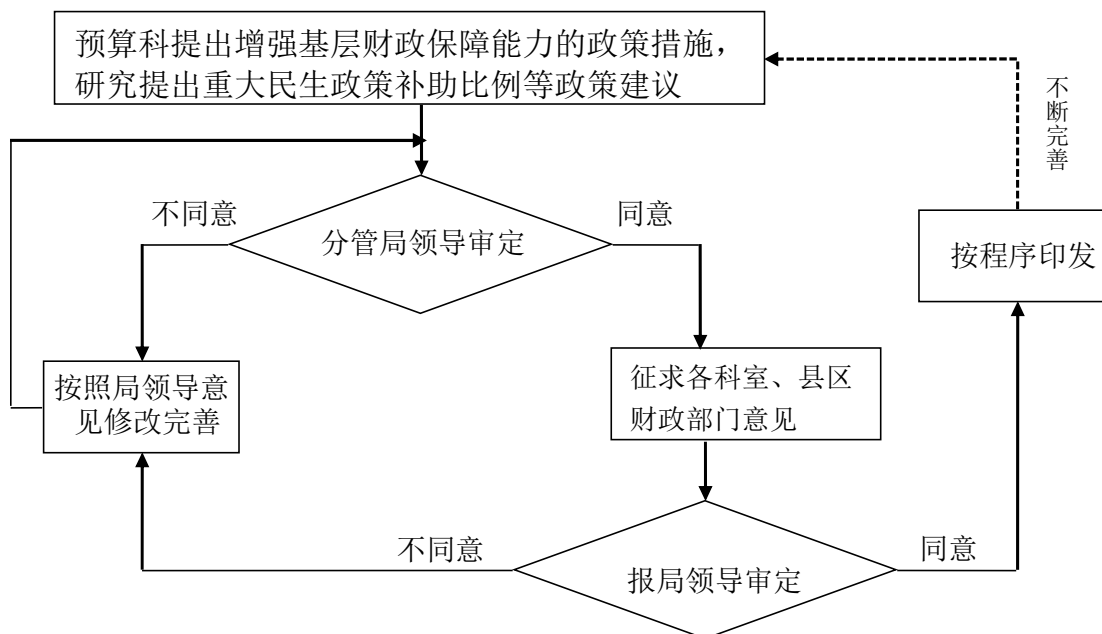 预算科提出增强基层财政保障能力的政策措施，
研究提出重大民生政策补助比例等政策建议
不断完善
不同意
同意
分管局领导审定
按程序印发
按照局领导意
见修改完善
征求各科室、县区
财政部门意见
不同意
同意
报局领导审定